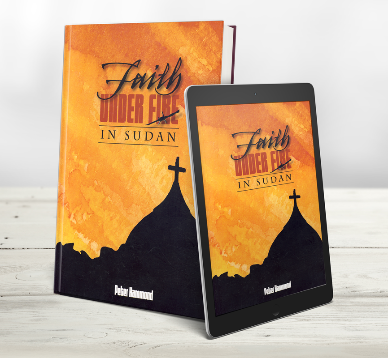 Faith
UNDER FIRE
IN SUDAN
Peter Hammond
Faith
UNDER FIRE
IN SUDAN
Peter Hammond